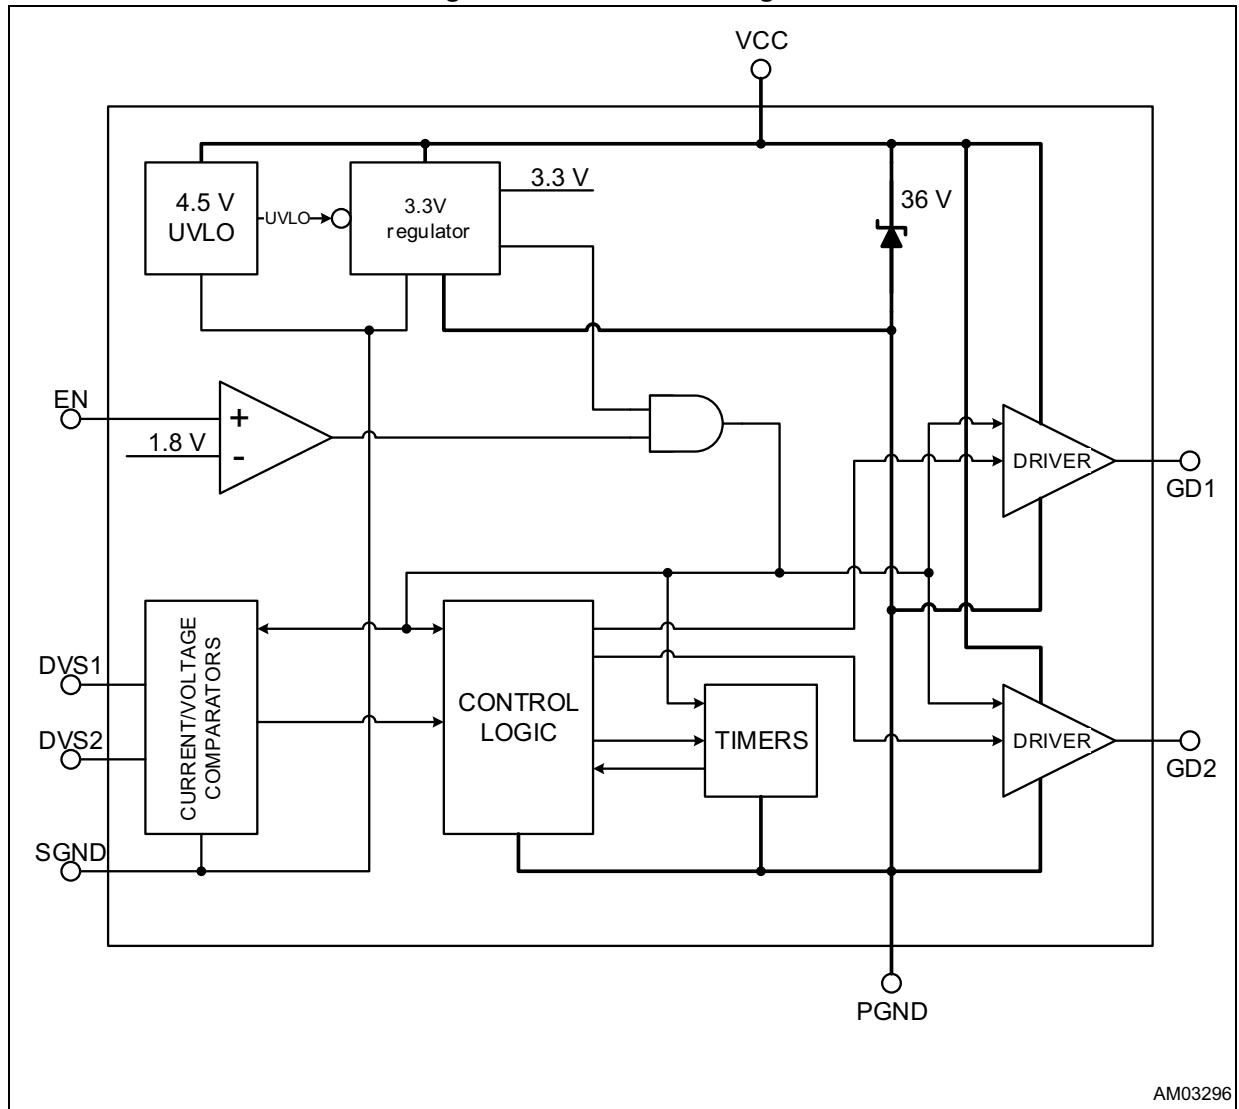 VCC
4.5 V
UVLO
UVLO
3.3V
regulator
3.3 V
36 V
EN
+
1.8 V
-
DRIVER
GD1
DVS1
DVS2
CURRENT/VOLTAGE
COMPARATORS
CONTROL
LOGIC
TIMERS
DRIVER
GD2
SGND
PGND
AM03296